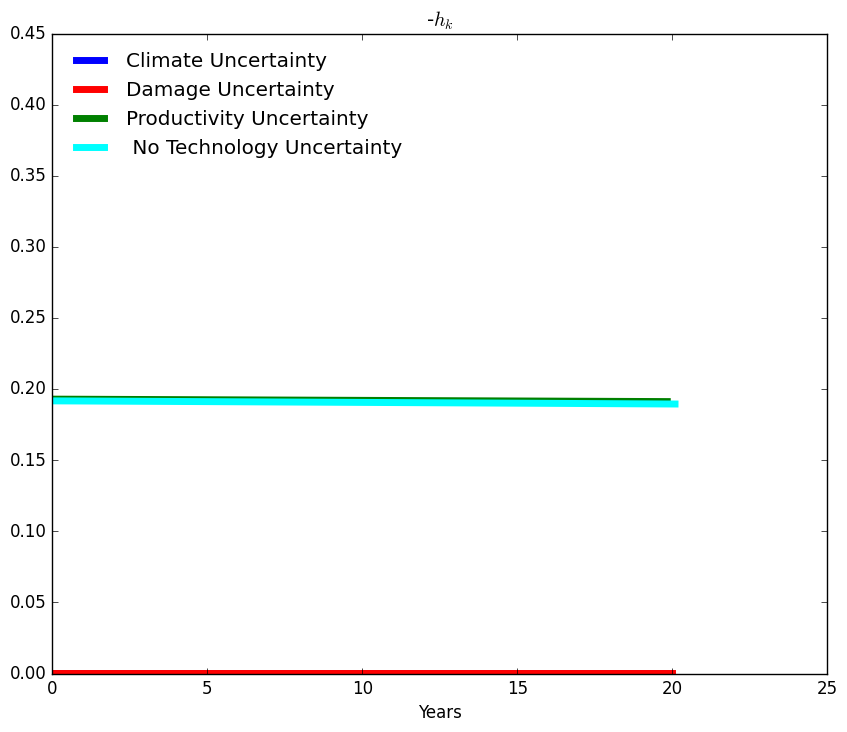 -h_k
0.45
0.40
0.35
0.30
0.25
0.20
0.15
0.10
0.05
0.00
Climate Uncertainty
Damage Uncertainty
Productivity Uncertainty
No Technology Uncertainty
0 5 10 15 20 25
Years